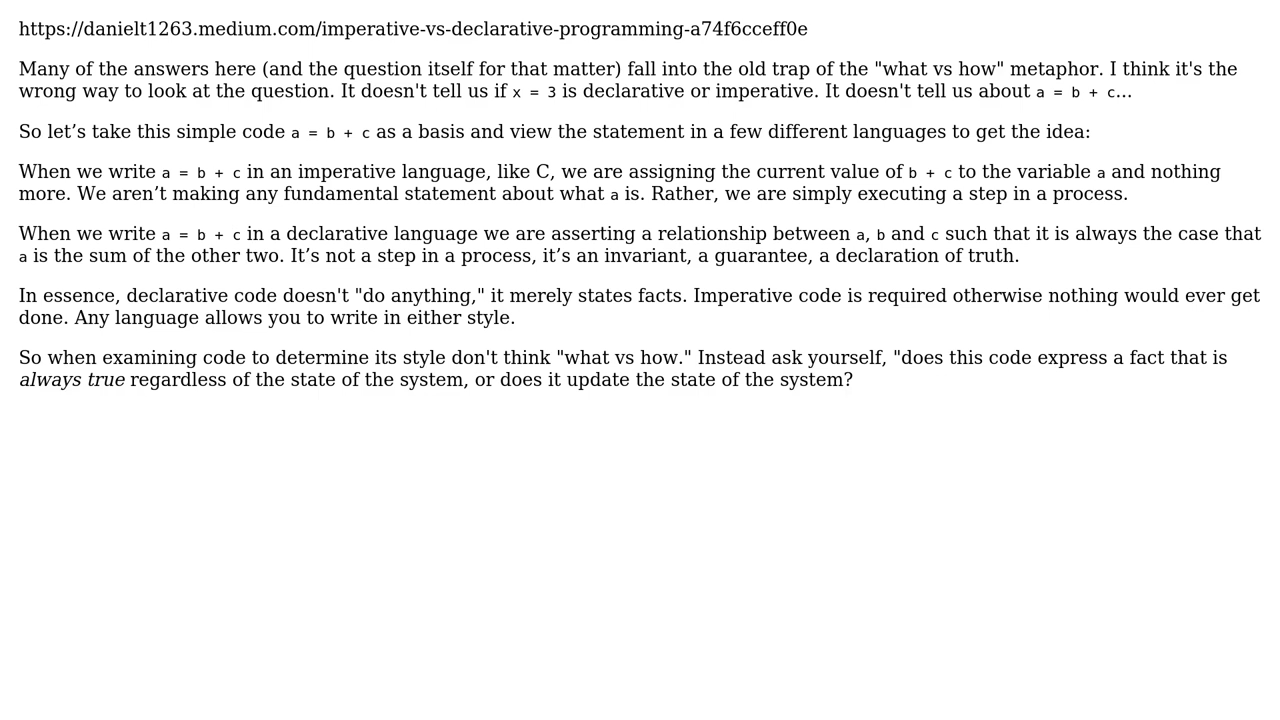 https://danielt1263.medium.com/imperative-vs-declarative-programming-a74f6cceff0e
Many of the answers here (and the question itself for that matter) fall into the old trap of the "what vs how" metaphor. I think it's the
wrong way to look at the question. It doesn't tell us if x = 3 is declarative or imperative. It doesn't tell us about a = b + c...
So let’s take this simple code a = b + c as a basis and view the statement in a few different languages to get the idea:
When we write a = b + c in an imperative language, like C, we are assigning the current value of b + c to the variable a and nothing
more. We aren’t making any fundamental statement about what a is. Rather, we are simply executing a step in a process.
When we write a = b + c in a declarative language we are asserting a relationship between a, b and c such that it is always the case that
a is the sum of the other two. It’s not a step in a process, it’s an invariant, a guarantee, a declaration of truth.
In essence, declarative code doesn't "do anything," it merely states facts. Imperative code is required otherwise nothing would ever get
done. Any language allows you to write in either style.
So when examining code to determine its style don't think "what vs how." Instead ask yourself, "does this code express a fact that is
always true regardless of the state of the system, or does it update the state of the system?